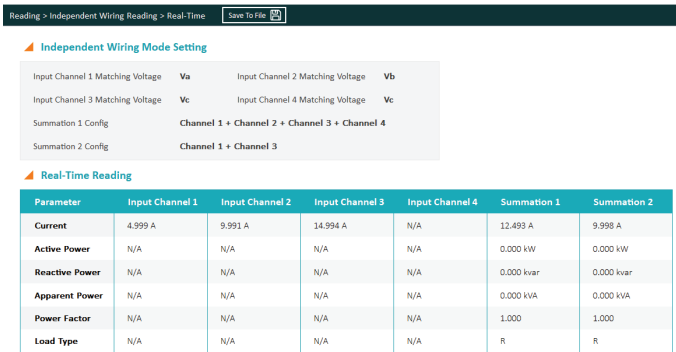 Reading > Independent Wiring Reading > Real-Time Save To File
Independent Wiring Mode Setting
Input Channel 1 Matching Voltage Va Input Channel 2 Matching Voltage Vb
Input Channel 3 Matching Voltage Vc Input Channel 4 Matching Voltage Vc
Summation 1 Config Channel 1 + Channel 2 + Channel 3 + Channel 4
Summation 2 Config Channel 1 + Channel 3
Real-Time Reading
Parameter Input Channel 1 Input Channel 2 Input Channel 3 Input Channel 4 Summation 1 Summation 2
Current 4.999 A 9.991 A 14.994 A N/A 12.493 A 9.998 A
Active Power N/A N/A N/A N/A 0.000 kW 0.000 kW
Reactive Power N/A N/A N/A N/A 0.000 kvar 0.000 kvar
Apparent Power N/A N/A N/A N/A 0.000 kVA 0.000 kVA
Power Factor N/A N/A N/A N/A 1.000 1.000
Load Type N/A N/A N/A N/A R R